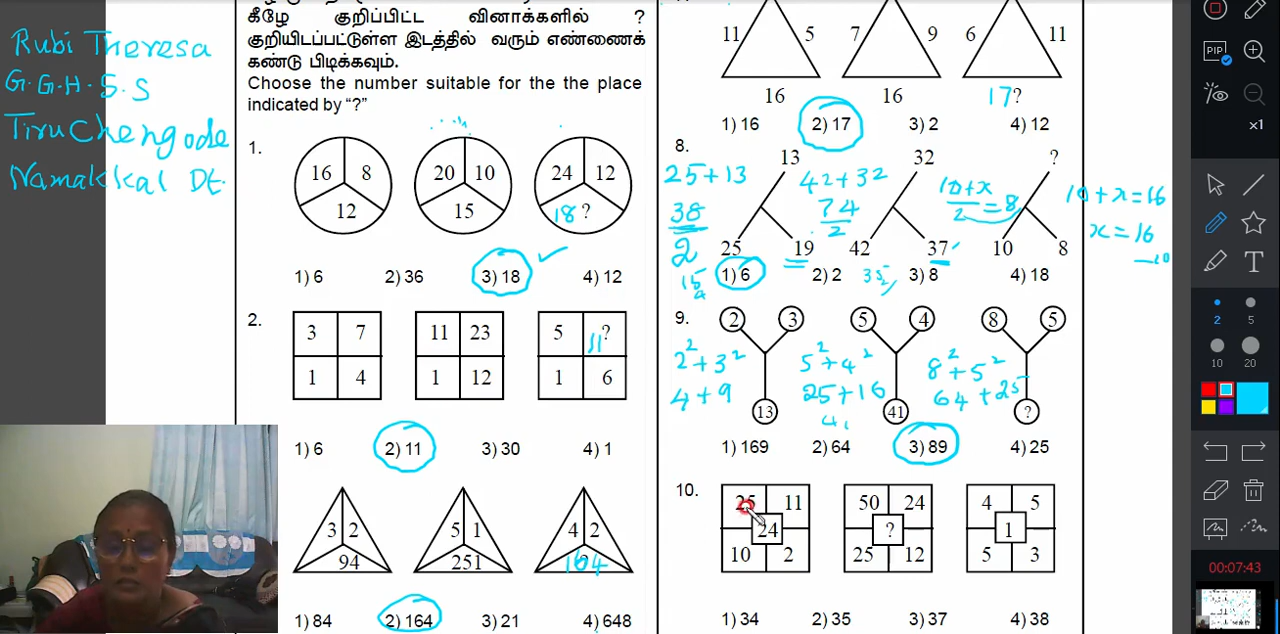 Rubi Theresa
G.G.H.S.S
Tiruchengode
Namakkal Dt.
கீழே குறிப்பிட்ட வினாக்களில் ?
குறியிடப்பட்டுள்ள இடத்தில் வரும் எண்ணைக்
கண்டு பிடிக்கவும்.
Choose the number suitable for the the place
indicated by “?”
1.
16 8 20 10 24 12
12 15 18 ?
1) 6 2) 36 3) 18 4) 12
2.
3 7 11 23 5 11 ?
1 4 1 12 1 6
1) 6 2) 11 3) 30 4) 1
3 2 5 1 4 2
94 251 164
1) 84 2) 164 3) 21 4) 648
11 5 7 9 6 11
16 16 17?
1) 16 2) 17 3) 2 4) 12
8.
13 32 ?
25+13 42+32 10+x/2 = 8 10+x=16
38/2 74/2 x=16
-10
25 19 42 37 10 8
1) 6 2) 2 3) 8 4) 18
9.
2 3 5 4 8 5
2²+3² 5²+4² 8²+5²
4+9 25+16 64+25
13 41 ?
1) 169 2) 64 3) 89 4) 25
10.
25 11 50 24 4 5
24 ? 1
10 2 25 12 5 3
1) 34 2) 35 3) 37 4) 38
PIP
x1
T
2 5
10 20
00:07:43